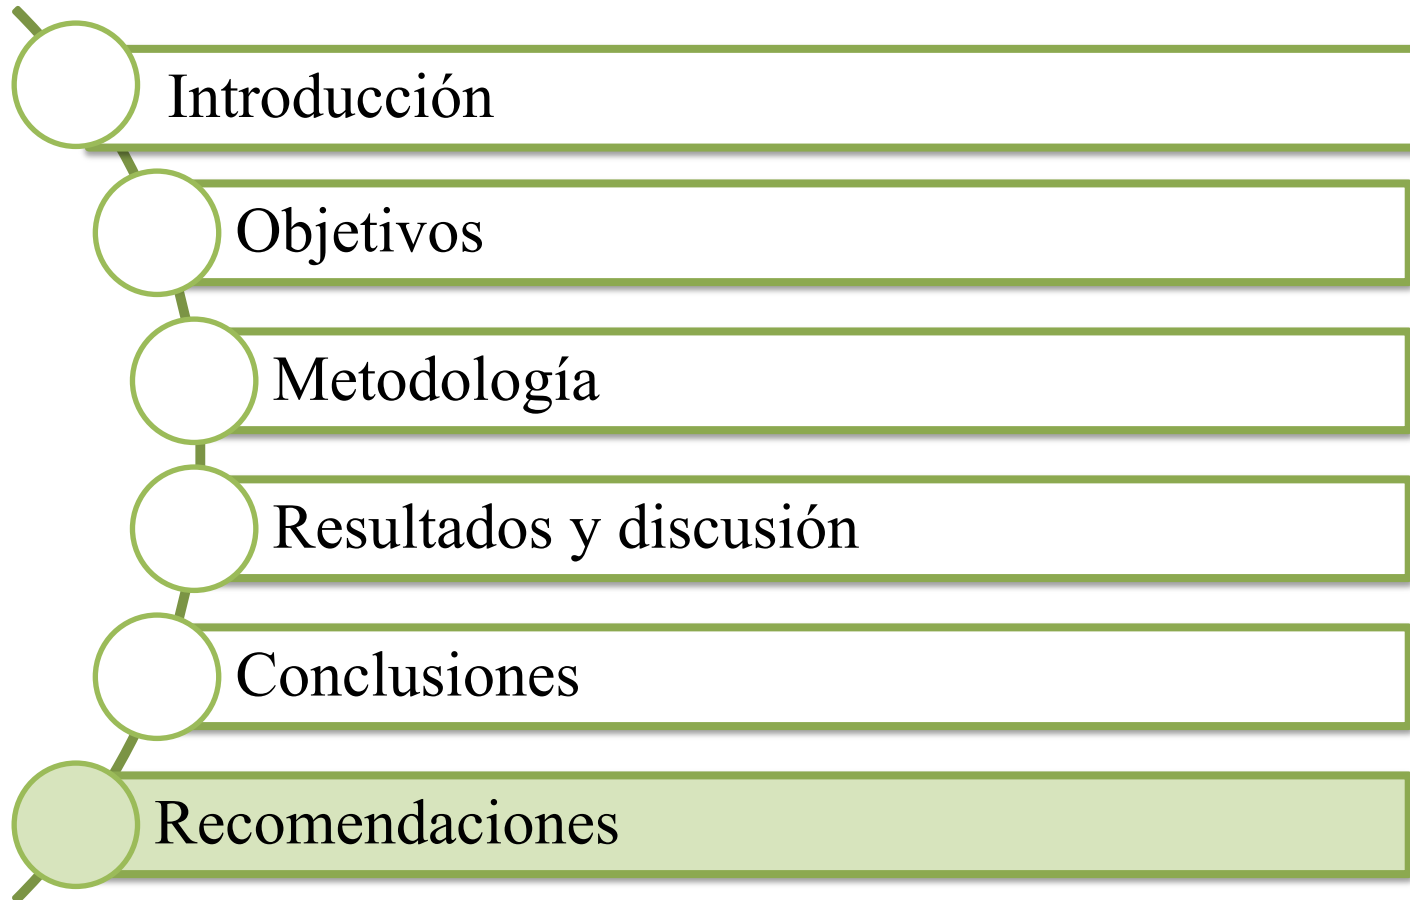 Introducción
Objetivos
Metodología
Resultados y discusión
Conclusiones
Recomendaciones